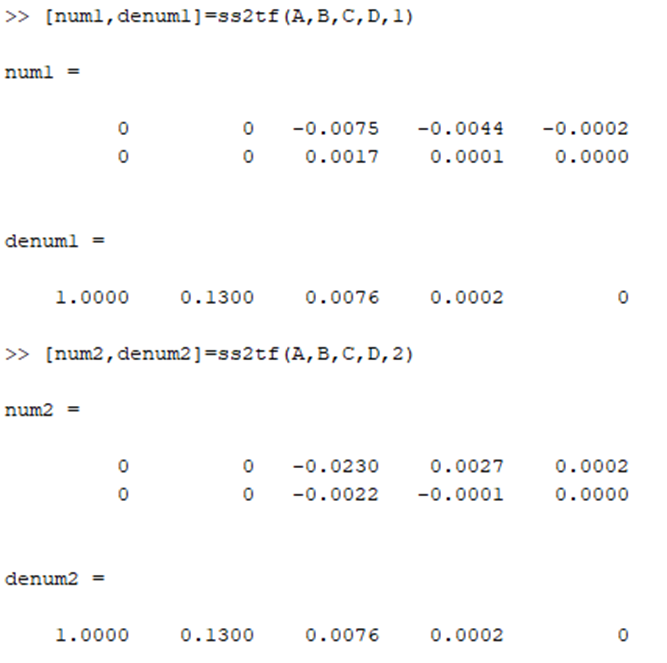 >> [num1,denum1]=ss2tf(A,B,C,D,1)
num1 =
0 0 -0.0075 -0.0044 -0.0002
0 0 0.0017 0.0001 0.0000
denum1 =
1.0000 0.1300 0.0076 0.0002 0
>> [num2,denum2]=ss2tf(A,B,C,D,2)
num2 =
0 0 -0.0230 0.0027 0.0002
0 0 -0.0022 -0.0001 0.0000
denum2 =
1.0000 0.1300 0.0076 0.0002 0